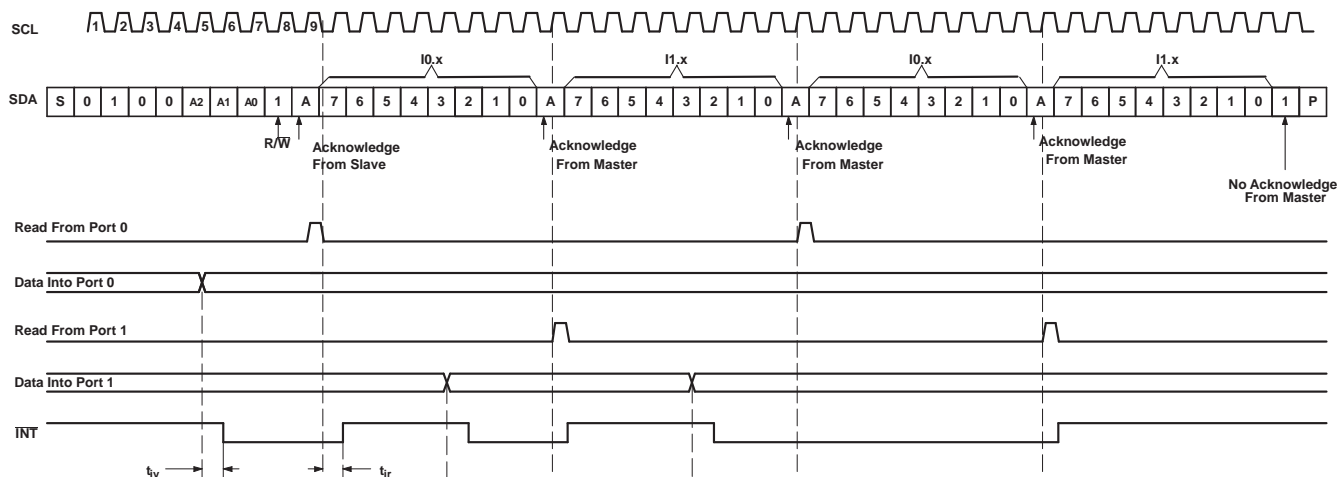 SCL 1 2 3 4 5 6 7 8 9
I0.x I1.x I0.x I1.x
SDA S 0 1 0 0 A2 A1 A0 1 A 7 6 5 4 3 2 1 0 A 7 6 5 4 3 2 1 0 A 7 6 5 4 3 2 1 0 A 7 6 5 4 3 2 1 0 1 P
R/W
Acknowledge
From Slave
Acknowledge
From Master
Acknowledge
From Master
Acknowledge
From Master
No Acknowledge
From Master
Read From Port 0
Data Into Port 0
Read From Port 1
Data Into Port 1
INT
tiv tir